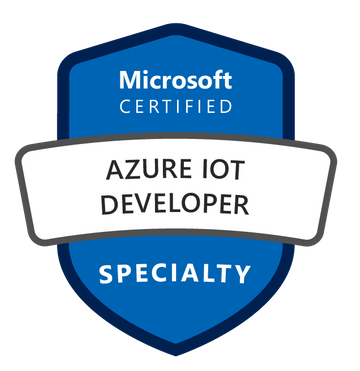 Microsoft
CERTIFIED
AZURE IOT
DEVELOPER
SPECIALTY